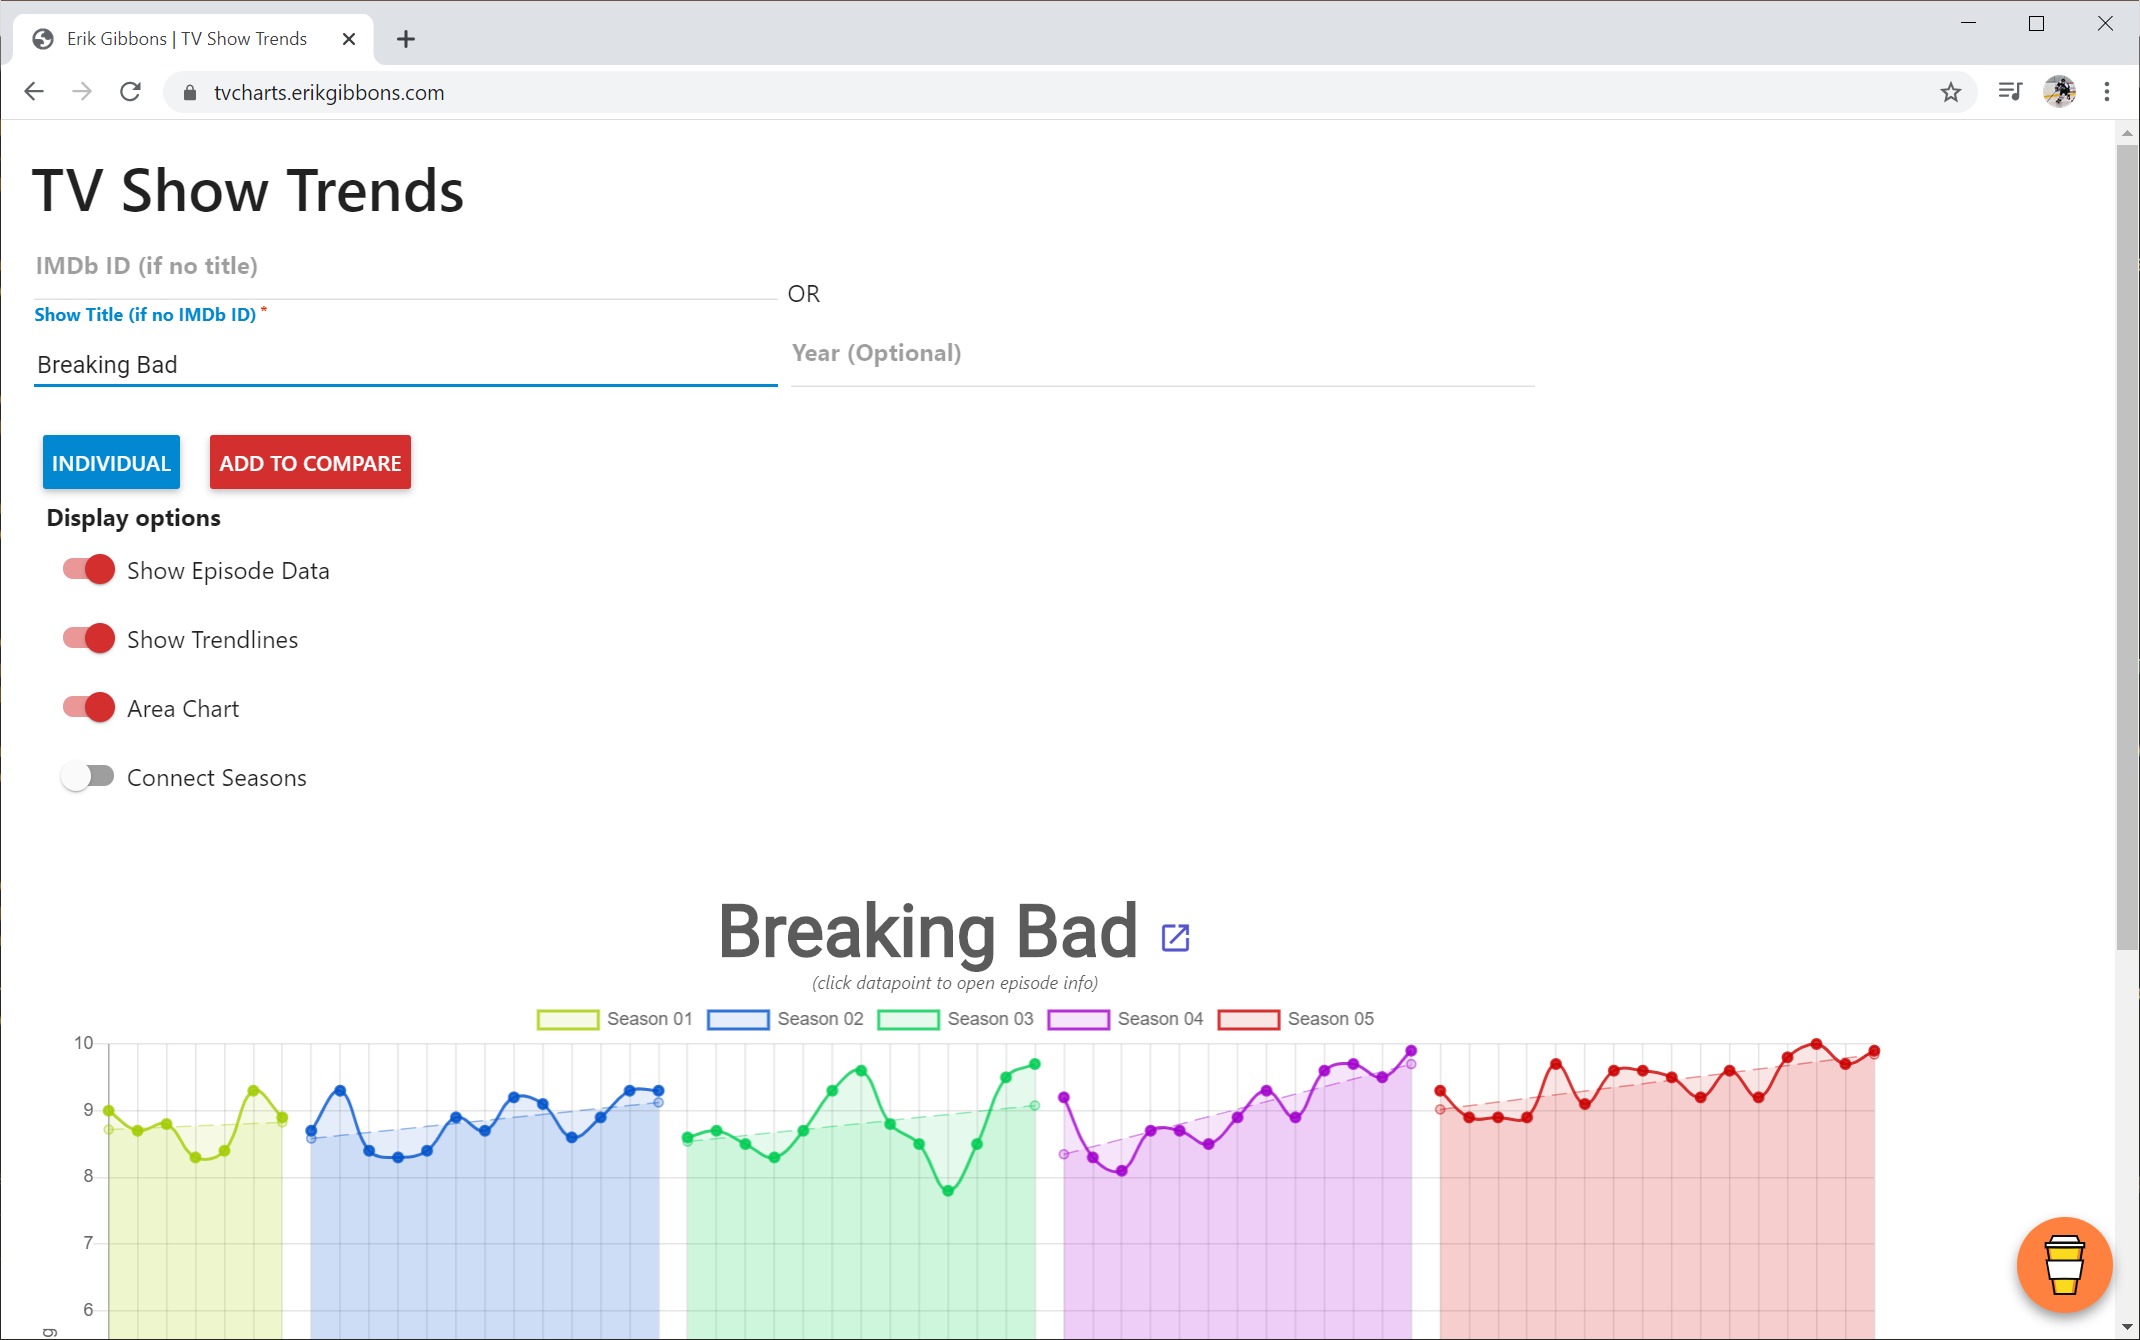 Erik Gibbons | TV Show Trends
tvcharts.erikgibbons.com
TV Show Trends
IMDb ID (if no title)
OR
Show Title (if no IMDb ID) *
Breaking Bad
Year (Optional)
INDIVIDUAL
ADD TO COMPARE
Display options
Show Episode Data
Show Trendlines
Area Chart
Connect Seasons
Breaking Bad
(click datapoint to open episode info)
Season 01 Season 02 Season 03 Season 04 Season 05
10
9
8
7
6
g